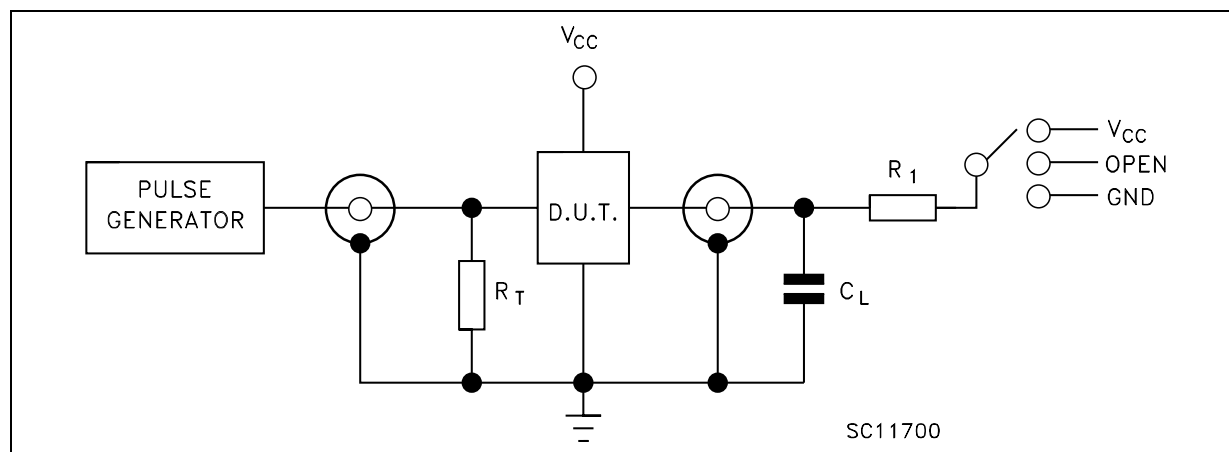 VCC
PULSE
GENERATOR
D.U.T.
RT
CL
R1
VCC
OPEN
GND
SC11700